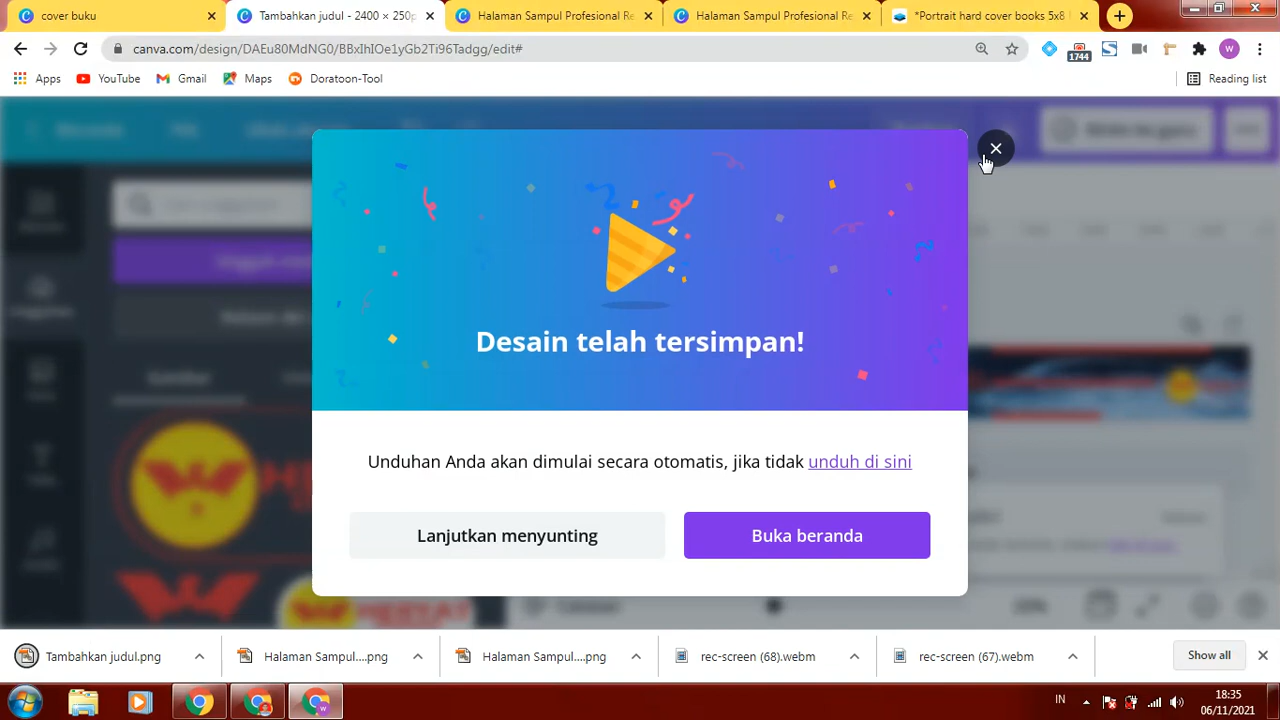 cover buku
Tambahkan judul - 2400 × 250p
Halaman Sampul Profesional Re
Halaman Sampul Profesional Re
*Portrait hard cover books 5x8
canva.com/design/DAEu80MdNG0/BBxIhIOe1yGb2Ti96Tadgg/edit#
1744
W
Apps
YouTube
Gmail
Maps
Doratoon-Tool
Reading list
Desain telah tersimpan!
Unduhan Anda akan dimulai secara otomatis, jika tidak unduh di sini
Lanjutkan menyunting
Buka beranda
Tambahkan judul.png
Halaman Sampul....png
Halaman Sampul....png
rec-screen (68).webm
rec-screen (67).webm
Show all
IN
18:35
06/11/2021